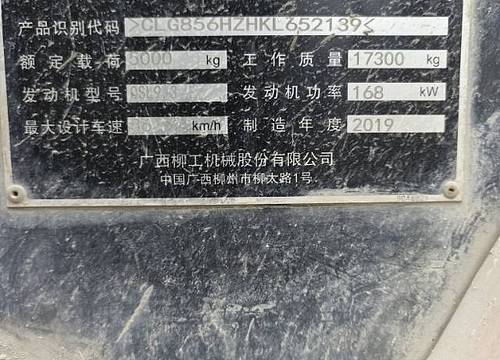 产品识别代码 >CLG856HZHKL652139<
额定载荷 5000 kg 工作质量 17300 kg
发动机型号 发动机功率 168 kW
最大设计车速 km/h 制造年度 2019
广西柳工机械股份有限公司
中国广西柳州市柳太路1号